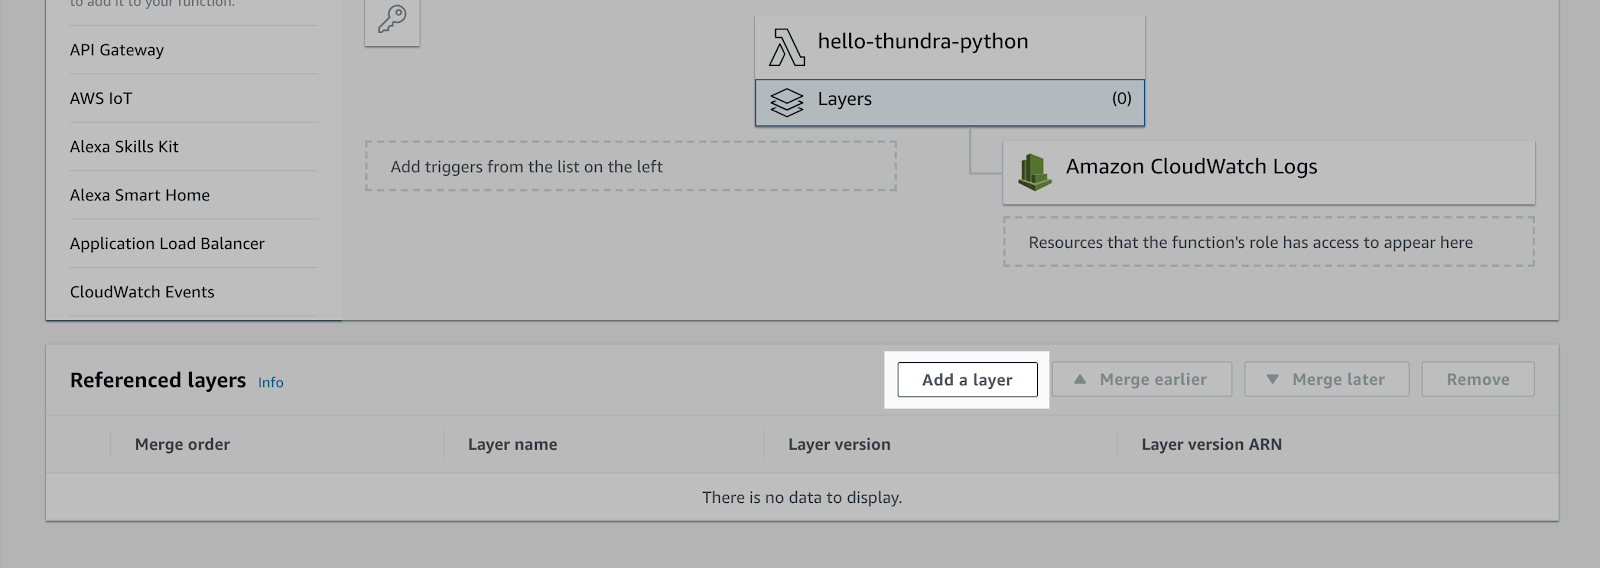 to add it to your function.
API Gateway
AWS IoT
Alexa Skills Kit
Alexa Smart Home
Application Load Balancer
CloudWatch Events
hello-thundra-python
Layers (0)
Add triggers from the list on the left
Amazon CloudWatch Logs
Resources that the function's role has access to appear here
Referenced layers Info
Add a layer
Merge earlier
Merge later
Remove
Merge order Layer name Layer version Layer version ARN
There is no data to display.